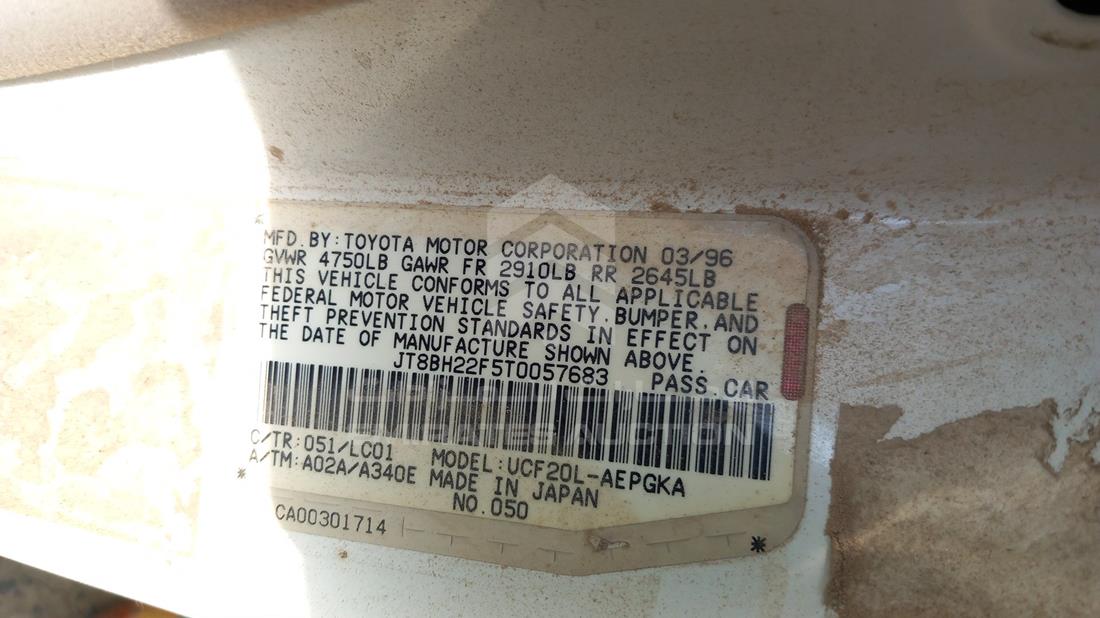 MFD. BY: TOYOTA MOTOR CORPORATION 03/96
GVWR 4750LB GAWR FR 2910LB RR 2645LB
THIS VEHICLE CONFORMS TO ALL APPLICABLE
FEDERAL MOTOR VEHICLE SAFETY, BUMPER, AND
THEFT PREVENTION STANDARDS IN EFFECT ON
THE DATE OF MANUFACTURE SHOWN ABOVE.
JT8BH22F5T0057683 PASS. CAR
EMIRATES AUCTION
C/TR: 051/LC01 MODEL: UCF20L-AEPGKA
A/TM: A02A/A340E MADE IN JAPAN
* NO. 050
CA00301714 *